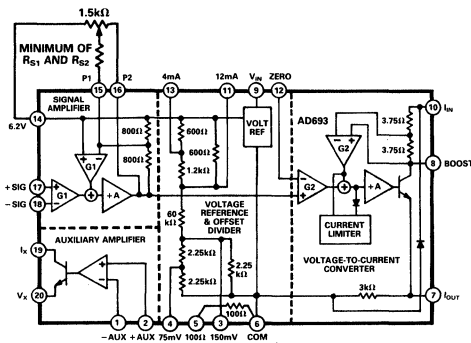 1.5kΩ
MINIMUM OF
RS1 AND RS2
P1
P2
4mA
12mA
VIN
ZERO
15
16
13
11
9
12
SIGNAL
AMPLIFIER
AD693
10
IIN
6.2V
14
800Ω
800Ω
600Ω
600Ω
1.2kΩ
VOLT
REF
3.75Ω
3.75Ω
G2
8
BOOST
G1
+SIG
17
–SIG
18
G1
+
+A
G2
+
+A
60
kΩ
VOLTAGE
REFERENCE
& OFFSET
DIVIDER
CURRENT
LIMITER
AUXILIARY AMPLIFIER
2.25kΩ
2.25kΩ
2.25
kΩ
VOLTAGE-TO-CURRENT
CONVERTER
IX
19
VX
20
100Ω
3kΩ
7
IOUT
1
2
4
5
3
6
–AUX
+AUX
75mV
100Ω
150mV
COM